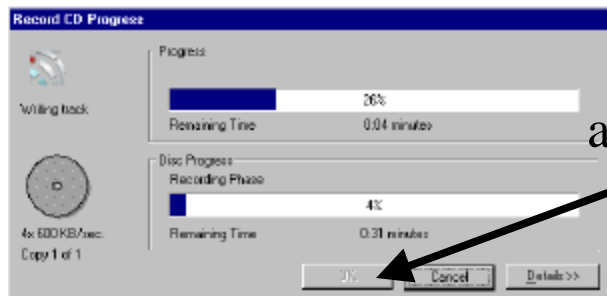 Record CD Progress
Progress
Writing track
26%
Remaining Time 0:04 minutes
a
Disc Progress
Recording Phase
4%
4x 600 KB/sec. Remaining Time 0:31 minutes
Copy 1 of 1
OK Cancel Details >>